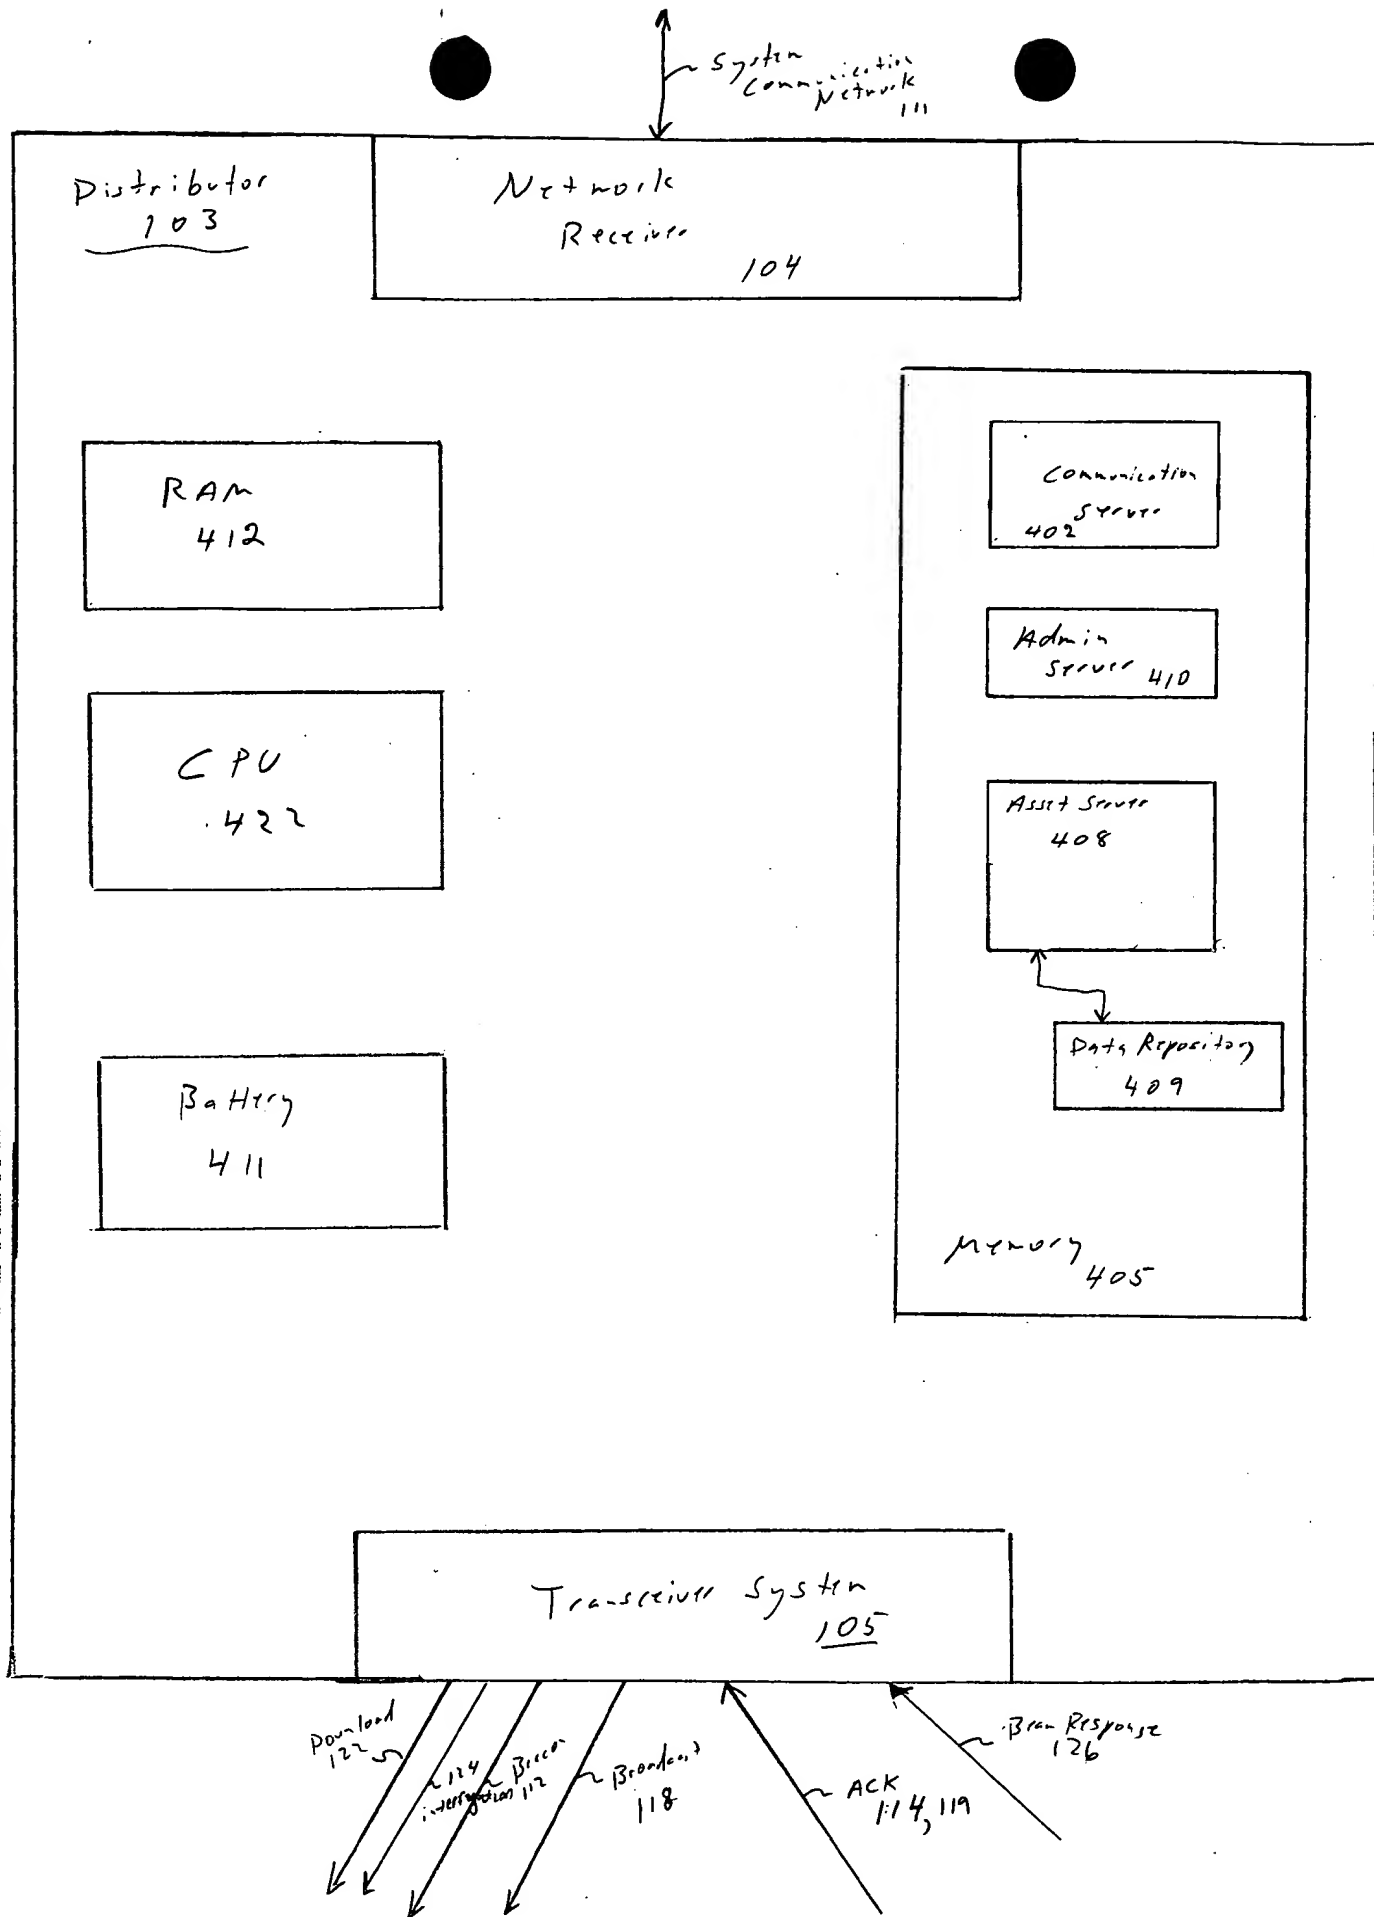 System
Communication
Network
111
Distributor
103
Network
Receiver
104
RAM
412
Communication
Server
402
Admin
Server 410
CPU
422
Asset Server
408
Data Repository
409
Battery
411
Memory
405
Transceiver System
105
Download
122
124
interrogation
Beacon
112
Broadcast
118
ACK
114, 119
Beam Response
126